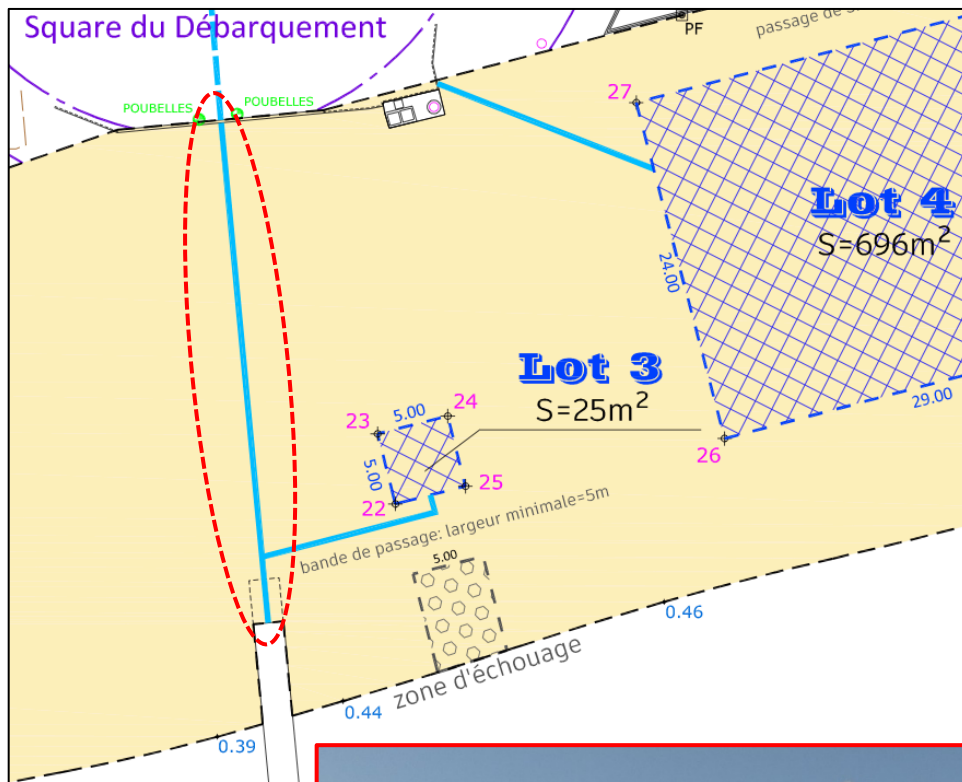 Square du Débarquement
PF
passage de
POUBELLES
POUBELLES
27
Lot 4
S=696m²
24.00
Lot 3
S=25m²
29.00
23
5.00
24
26
5.00
25
22
bande de passage: largeur minimale=5m
5.00
0.46
zone d'échouage
0.44
0.39